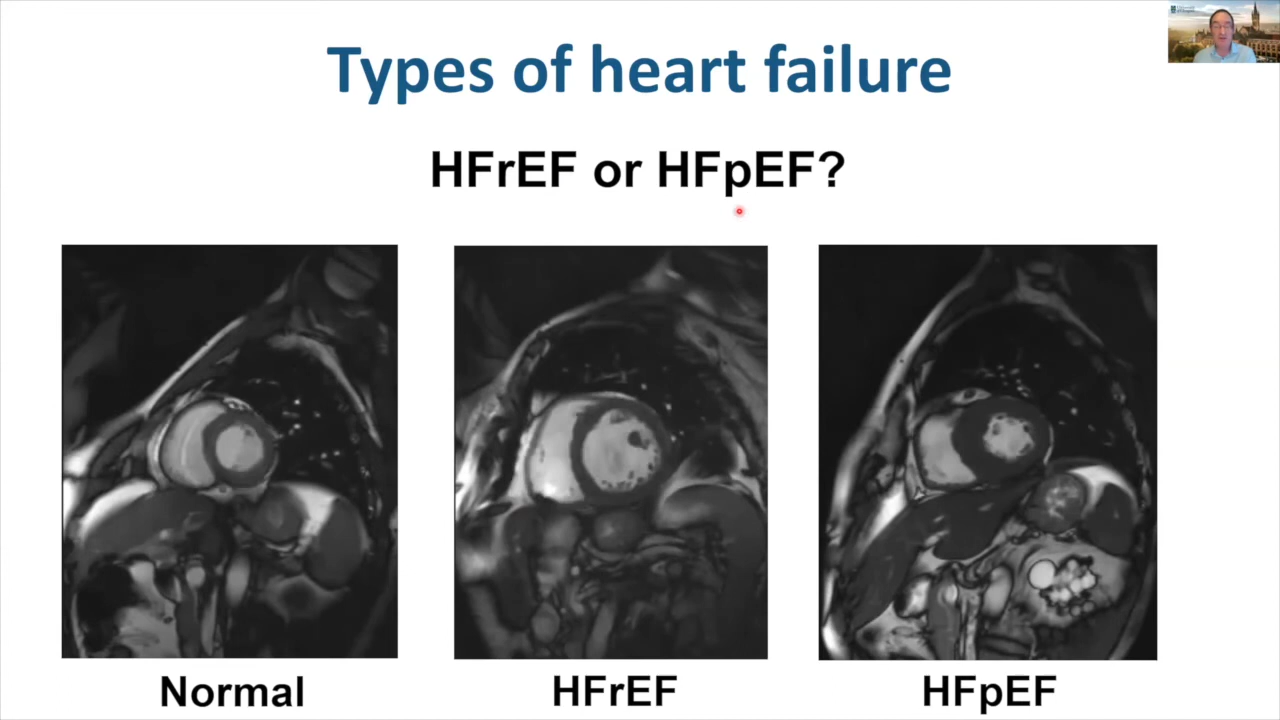 Types of heart failure
HFrEF or HFpEF?
Normal
HFrEF
HFpEF